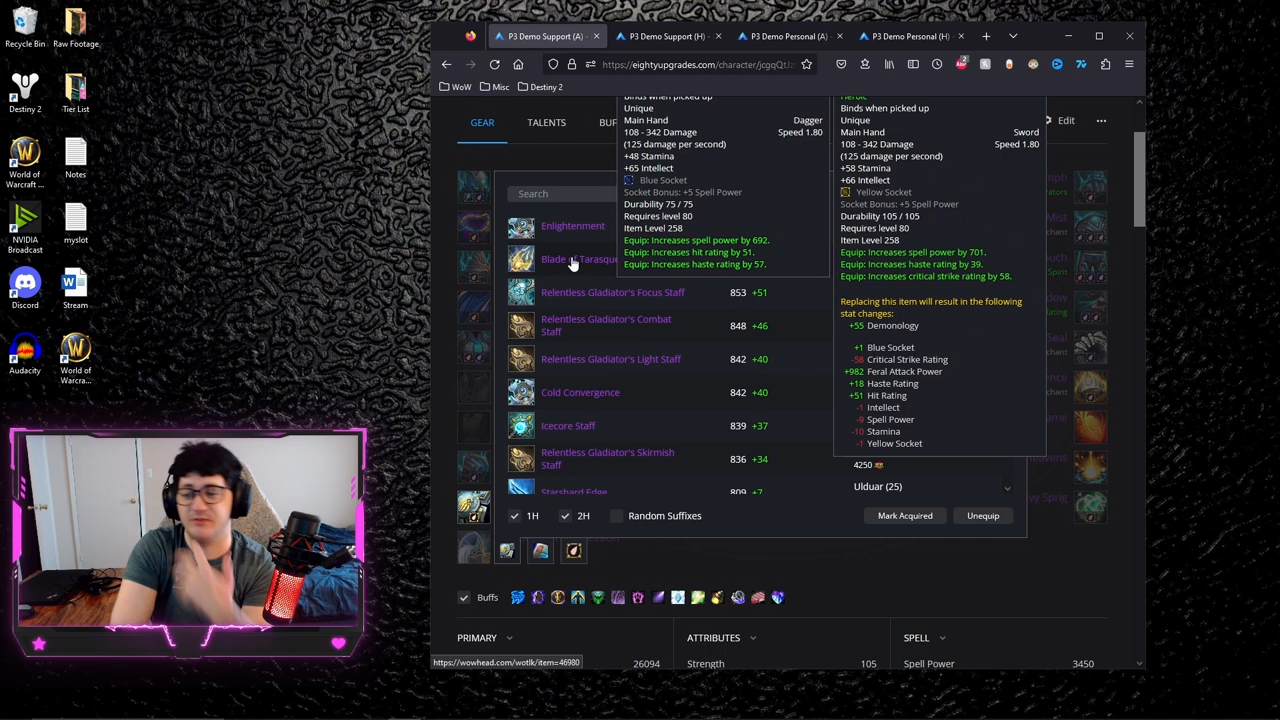 Recycle Bin
Raw Footage
Destiny 2
Tier List
World of
Warcraft ...
Notes
NVIDIA
Broadcast
myslot
Discord
Stream
Audacity
World of
Warcra...
P3 Demo Support (A) -
P3 Demo Support (H) -
P3 Demo Personal (A) -
P3 Demo Personal (H) -
https://eightyupgrades.com/character/jcgqQtJ
2
WoW
Misc
Destiny 2
GEAR
TALENTS
BUF
Edit
Search
Enlightenment
Blade of Tarasque
Relentless Gladiator's Focus Staff
853 +51
Relentless Gladiator's Combat
Staff
848 +46
Relentless Gladiator's Light Staff
842 +40
Cold Convergence
842 +40
Icecore Staff
839 +37
Relentless Gladiator's Skirmish
Staff
836 +34
Starshard Edge
809 +7
Binds when picked up
Unique
Main Hand
Dagger
108 - 342 Damage
Speed 1.80
(125 damage per second)
+48 Stamina
+65 Intellect
Blue Socket
Socket Bonus: +5 Spell Power
Durability 75 / 75
Requires level 80
Item Level 258
Equip: Increases spell power by 692.
Equip: Increases hit rating by 51.
Equip: Increases haste rating by 57.
Heroic
Binds when picked up
Unique
Main Hand
Sword
108 - 342 Damage
Speed 1.80
(125 damage per second)
+58 Stamina
+66 Intellect
Yellow Socket
Socket Bonus: +5 Spell Power
Durability 105 / 105
Requires level 80
Item Level 258
Equip: Increases spell power by 701.
Equip: Increases haste rating by 39.
Equip: Increases critical strike rating by 58.
Replacing this item will result in the following
stat changes:
+55 Demonology
+1 Blue Socket
-58 Critical Strike Rating
+982 Feral Attack Power
+18 Haste Rating
+51 Hit Rating
-1 Intellect
-9 Spell Power
-10 Stamina
-1 Yellow Socket
4250
Ulduar (25)
1H
2H
Random Suffixes
Mark Acquired
Unequip
Buffs
PRIMARY
ATTRIBUTES
SPELL
26094
Strength
105
Spell Power
3450
https://wowhead.com/wotlk/item=46980